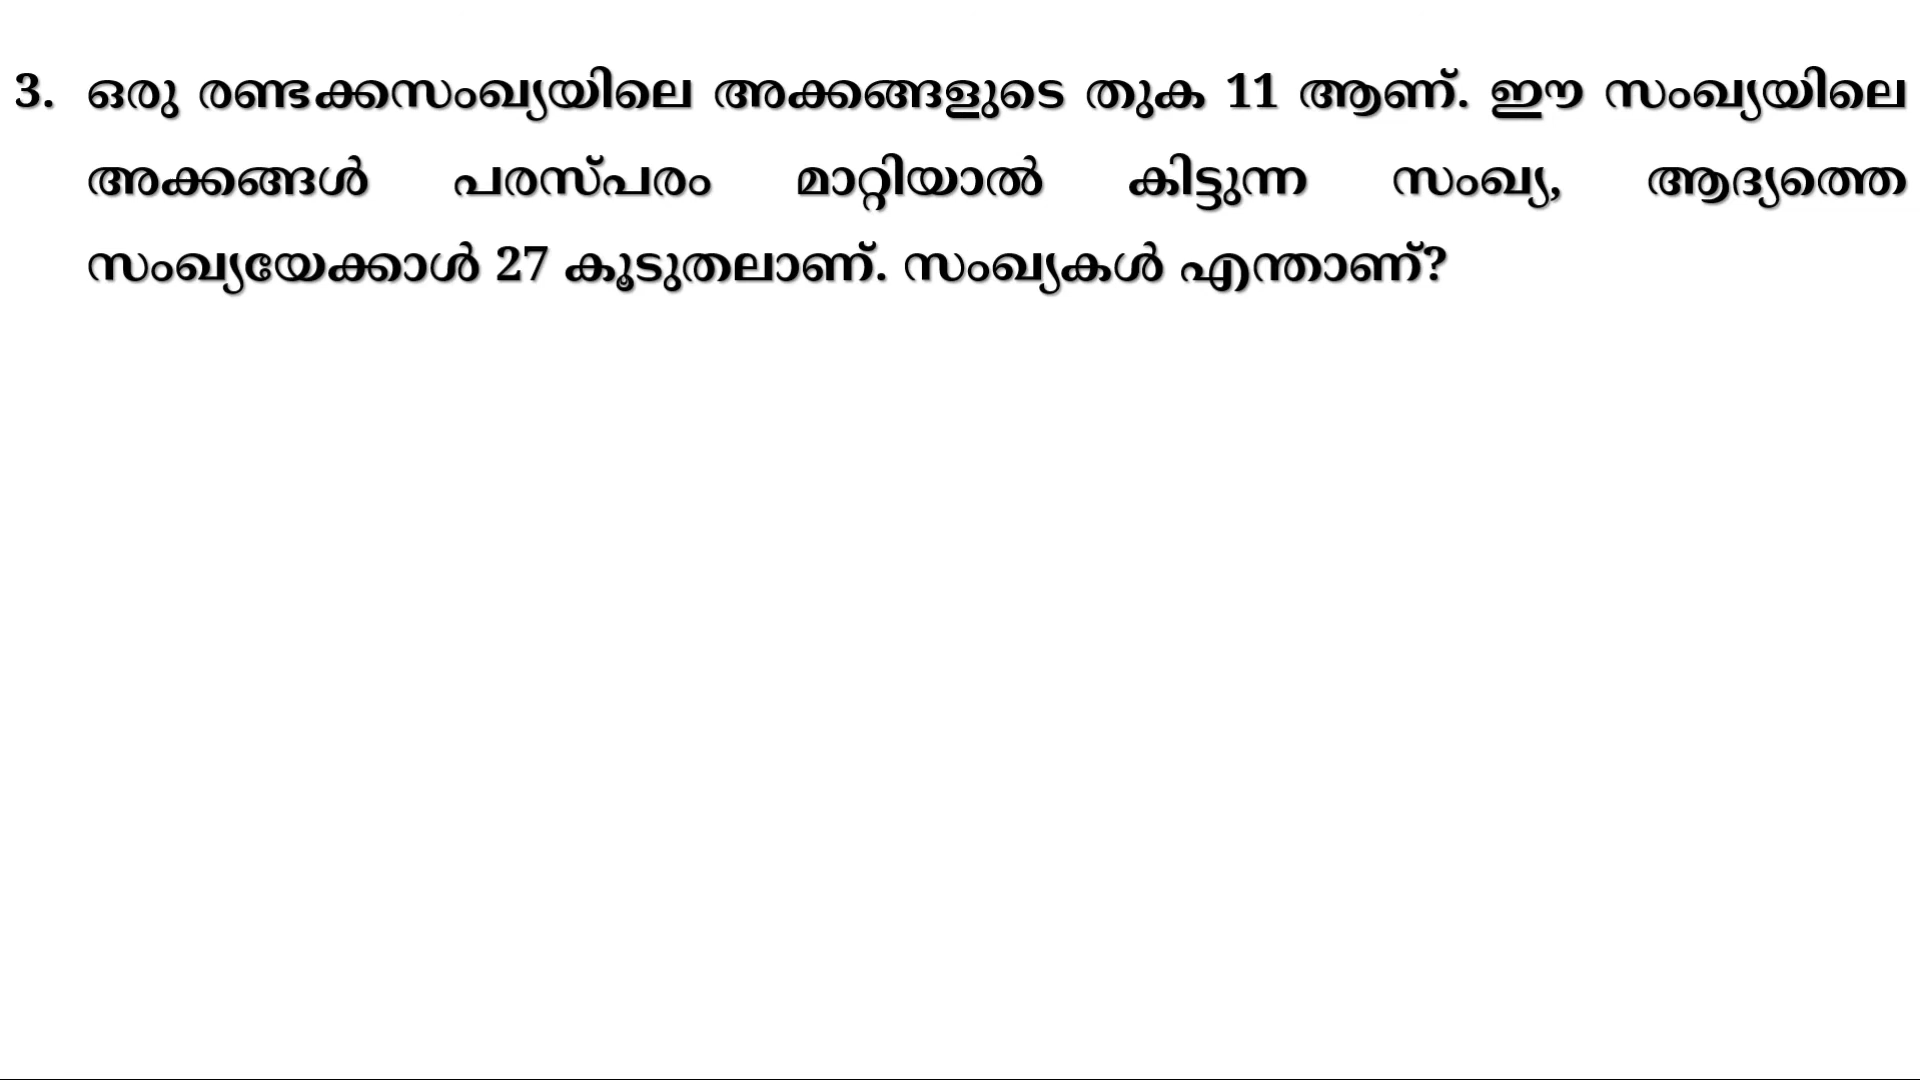 3. ഒരു രണ്ടക്കസംഖ്യയിലെ അക്കങ്ങളുടെ തുക 11 ആണ്. ഈ സംഖ്യയിലെ
അക്കങ്ങൾ പരസ്പരം മാറ്റിയാൽ കിട്ടുന്ന സംഖ്യ, ആദ്യത്തെ
സംഖ്യയേക്കാൾ 27 കൂടുതലാണ്. സംഖ്യകൾ എന്താണ്?